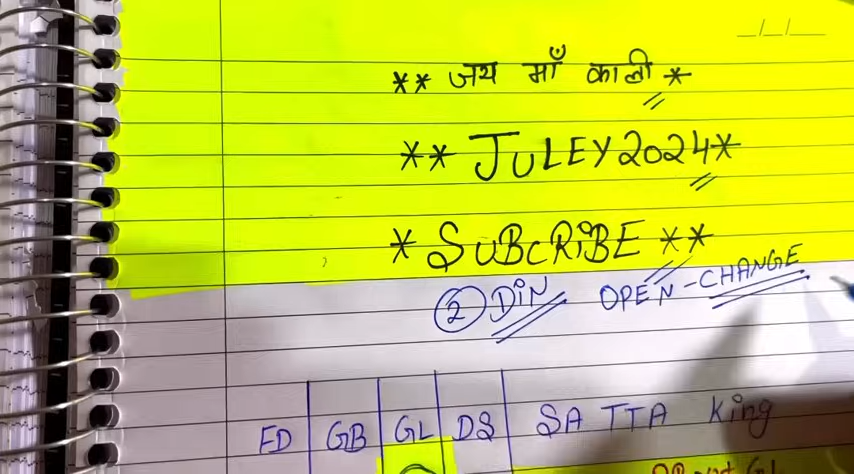 ** जय माँ काली *
** JULEY 2024*
* SUBCRIBE **
② DIN OPEN - CHANGE
FD GB GL DS SATTA King